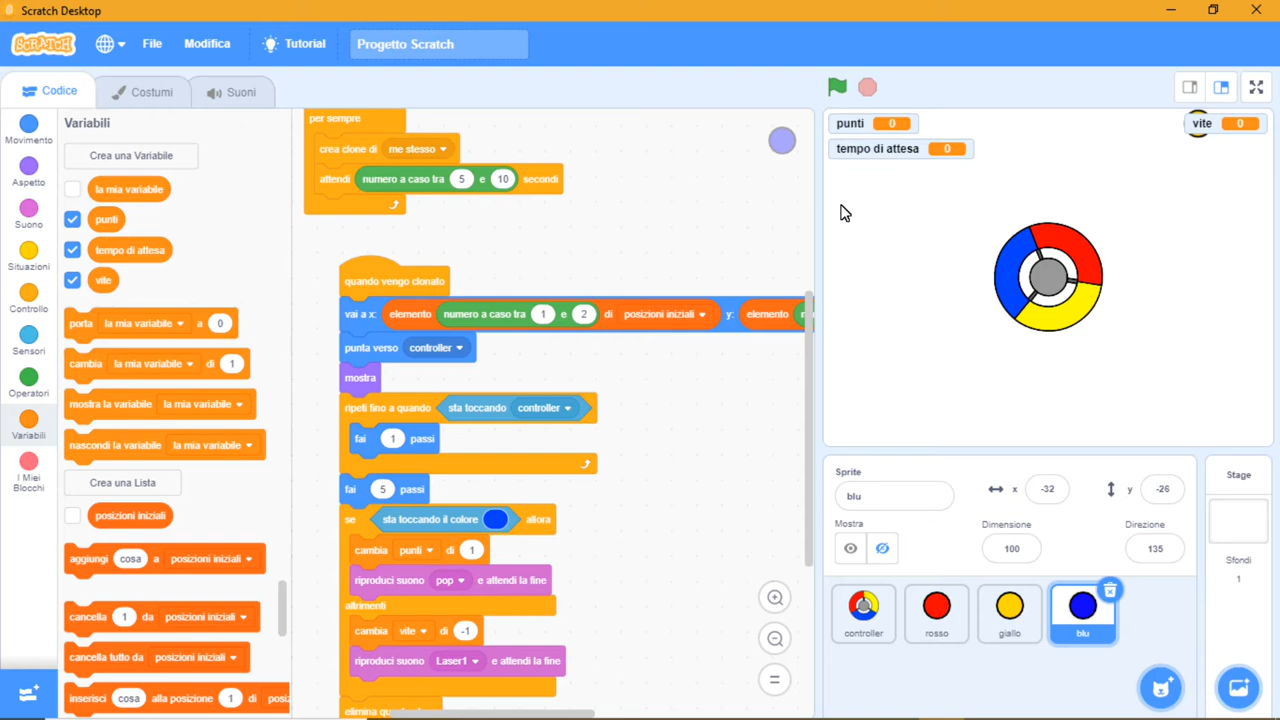 Scratch Desktop
SCRATCH
File
Modifica
Tutorial
Progetto Scratch
Codice
Costumi
Suoni
Movimento
Aspetto
Suono
Situazioni
Controllo
Sensori
Operatori
Variabili
I Miei
Blocchi
Variabili
Crea una Variabile
la mia variabile
punti
tempo di attesa
vite
porta la mia variabile a 0
cambia la mia variabile di 1
mostra la variabile la mia variabile
nascondi la variabile la mia variabile
Crea una Lista
posizioni iniziali
aggiungi cosa a posizioni iniziali
cancella 1 da posizioni iniziali
cancella tutto da posizioni iniziali
inserisci cosa alla posizione 1 di
per sempre
crea clone di me stesso
attendi numero a caso tra 5 e 10 secondi
quando vengo clonato
vai a x: elemento numero a caso tra 1 e 2 di posizioni iniziali y: elemento
punta verso controller
mostra
ripeti fino a quando sta toccando controller
fai 1 passi
fai 5 passi
se sta toccando il colore allora
cambia punti di 1
riproduci suono pop e attendi la fine
altrimenti
cambia vite di -1
riproduci suono Laser1 e attendi la fine
punti 0
tempo di attesa 0
vite 0
Sprite
blu
x -32
y -26
Mostra
Dimensione
100
Direzione
135
controller
rosso
giallo
blu
Stage
Sfondi
1